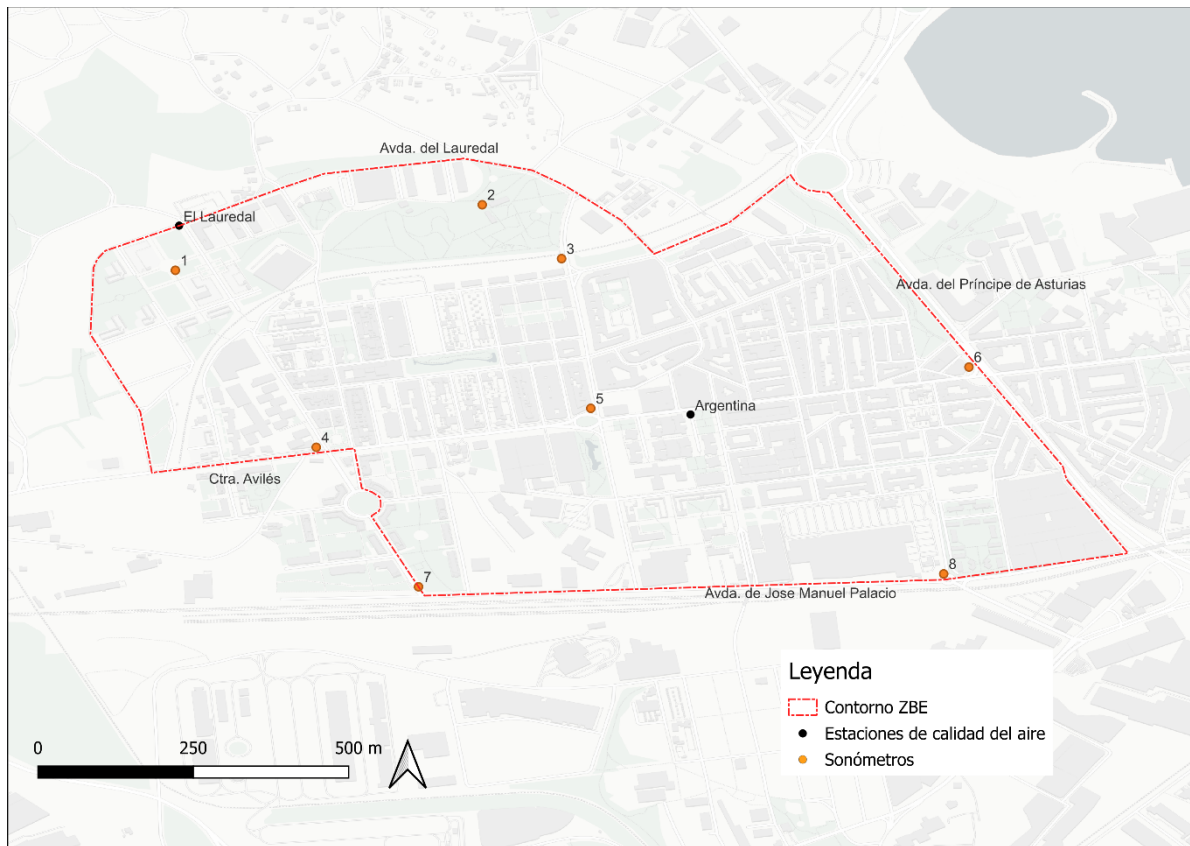 Avda. del Lauredal
2
El Lauredal
3
1
Avda. del Príncipe de Asturias
6
5
Argentina
4
Ctra. Avilés
7
8
Avda. de Jose Manuel Palacio
Leyenda
Contorno ZBE
Estaciones de calidad del aire
Sonómetros
0 250 500 m